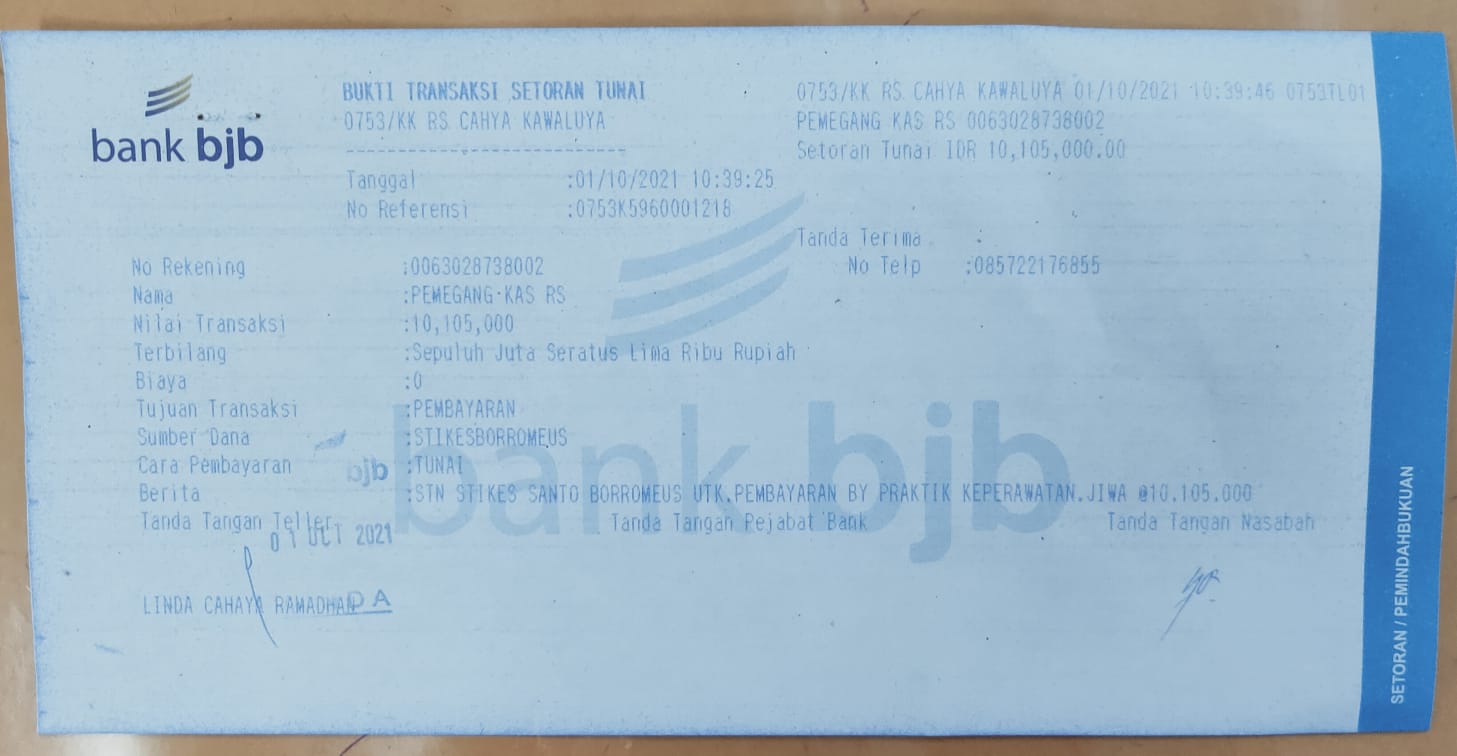 bank bjb
BUKTI TRANSAKSI SETORAN TUNAI
0753/KK RS CAHYA KAWALUYA
----------------------------
Tanggal :01/10/2021 10:39:25
No Referensi :0753K5960001218
0753/KK RS CAHYA KAWALUYA 01/10/2021 10:39:46 0753TL01
PEMEGANG KAS RS 0063028738002
Setoran Tunai IDR 10,105,000.00
Tanda Terima :
No Telp :085722176855
No Rekening :0063028738002
Nama :PEMEGANG KAS RS
Nilai Transaksi :10,105,000
Terbilang :Sepuluh Juta Seratus Lima Ribu Rupiah
Biaya :0
Tujuan Transaksi :PEMBAYARAN
Sumber Dana :STIKESBORROMEUS
Cara Pembayaran :TUNAI
Berita :STN STIKES SANTO BORROMEUS UTK.PEMBAYARAN BY PRAKTIK KEPERAWATAN.JIWA @10.105.000
Tanda Tangan Teller Tanda Tangan Pejabat Bank Tanda Tangan Nasabah
bjb
01 OCT 2021
LINDA CAHAYA RAMADHAN
bank bjb
SETORAN / PEMINDAHBUKUAN